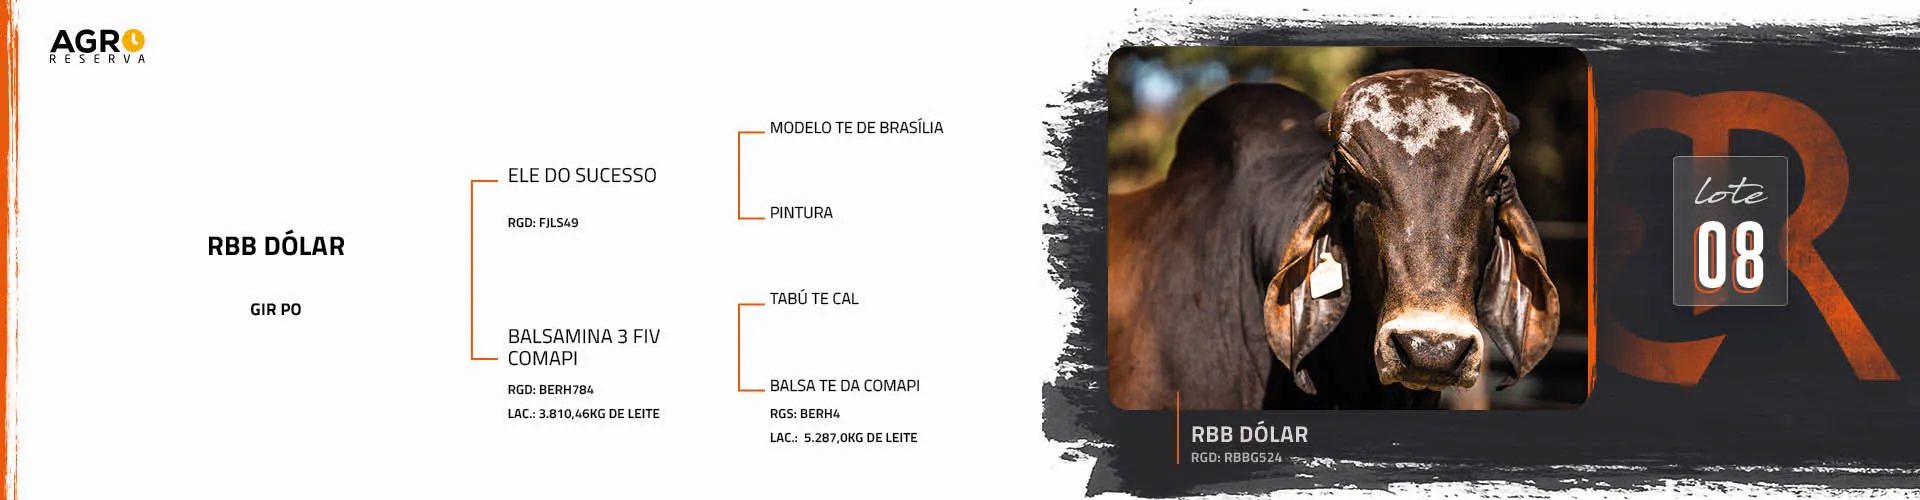 AGRO
RESERVA
RBB DÓLAR
GIR PO
ELE DO SUCESSO
RGD: FJLS49
BALSAMINA 3 FIV
COMAPI
RGD: BERH784
LAC.: 3.810,46KG DE LEITE
MODELO TE DE BRASÍLIA
PINTURA
TABÚ TE CAL
BALSA TE DA COMAPI
RGS: BERH4
LAC.: 5.287,0KG DE LEITE
lote
08
RBB DÓLAR
RGD: RBBG524